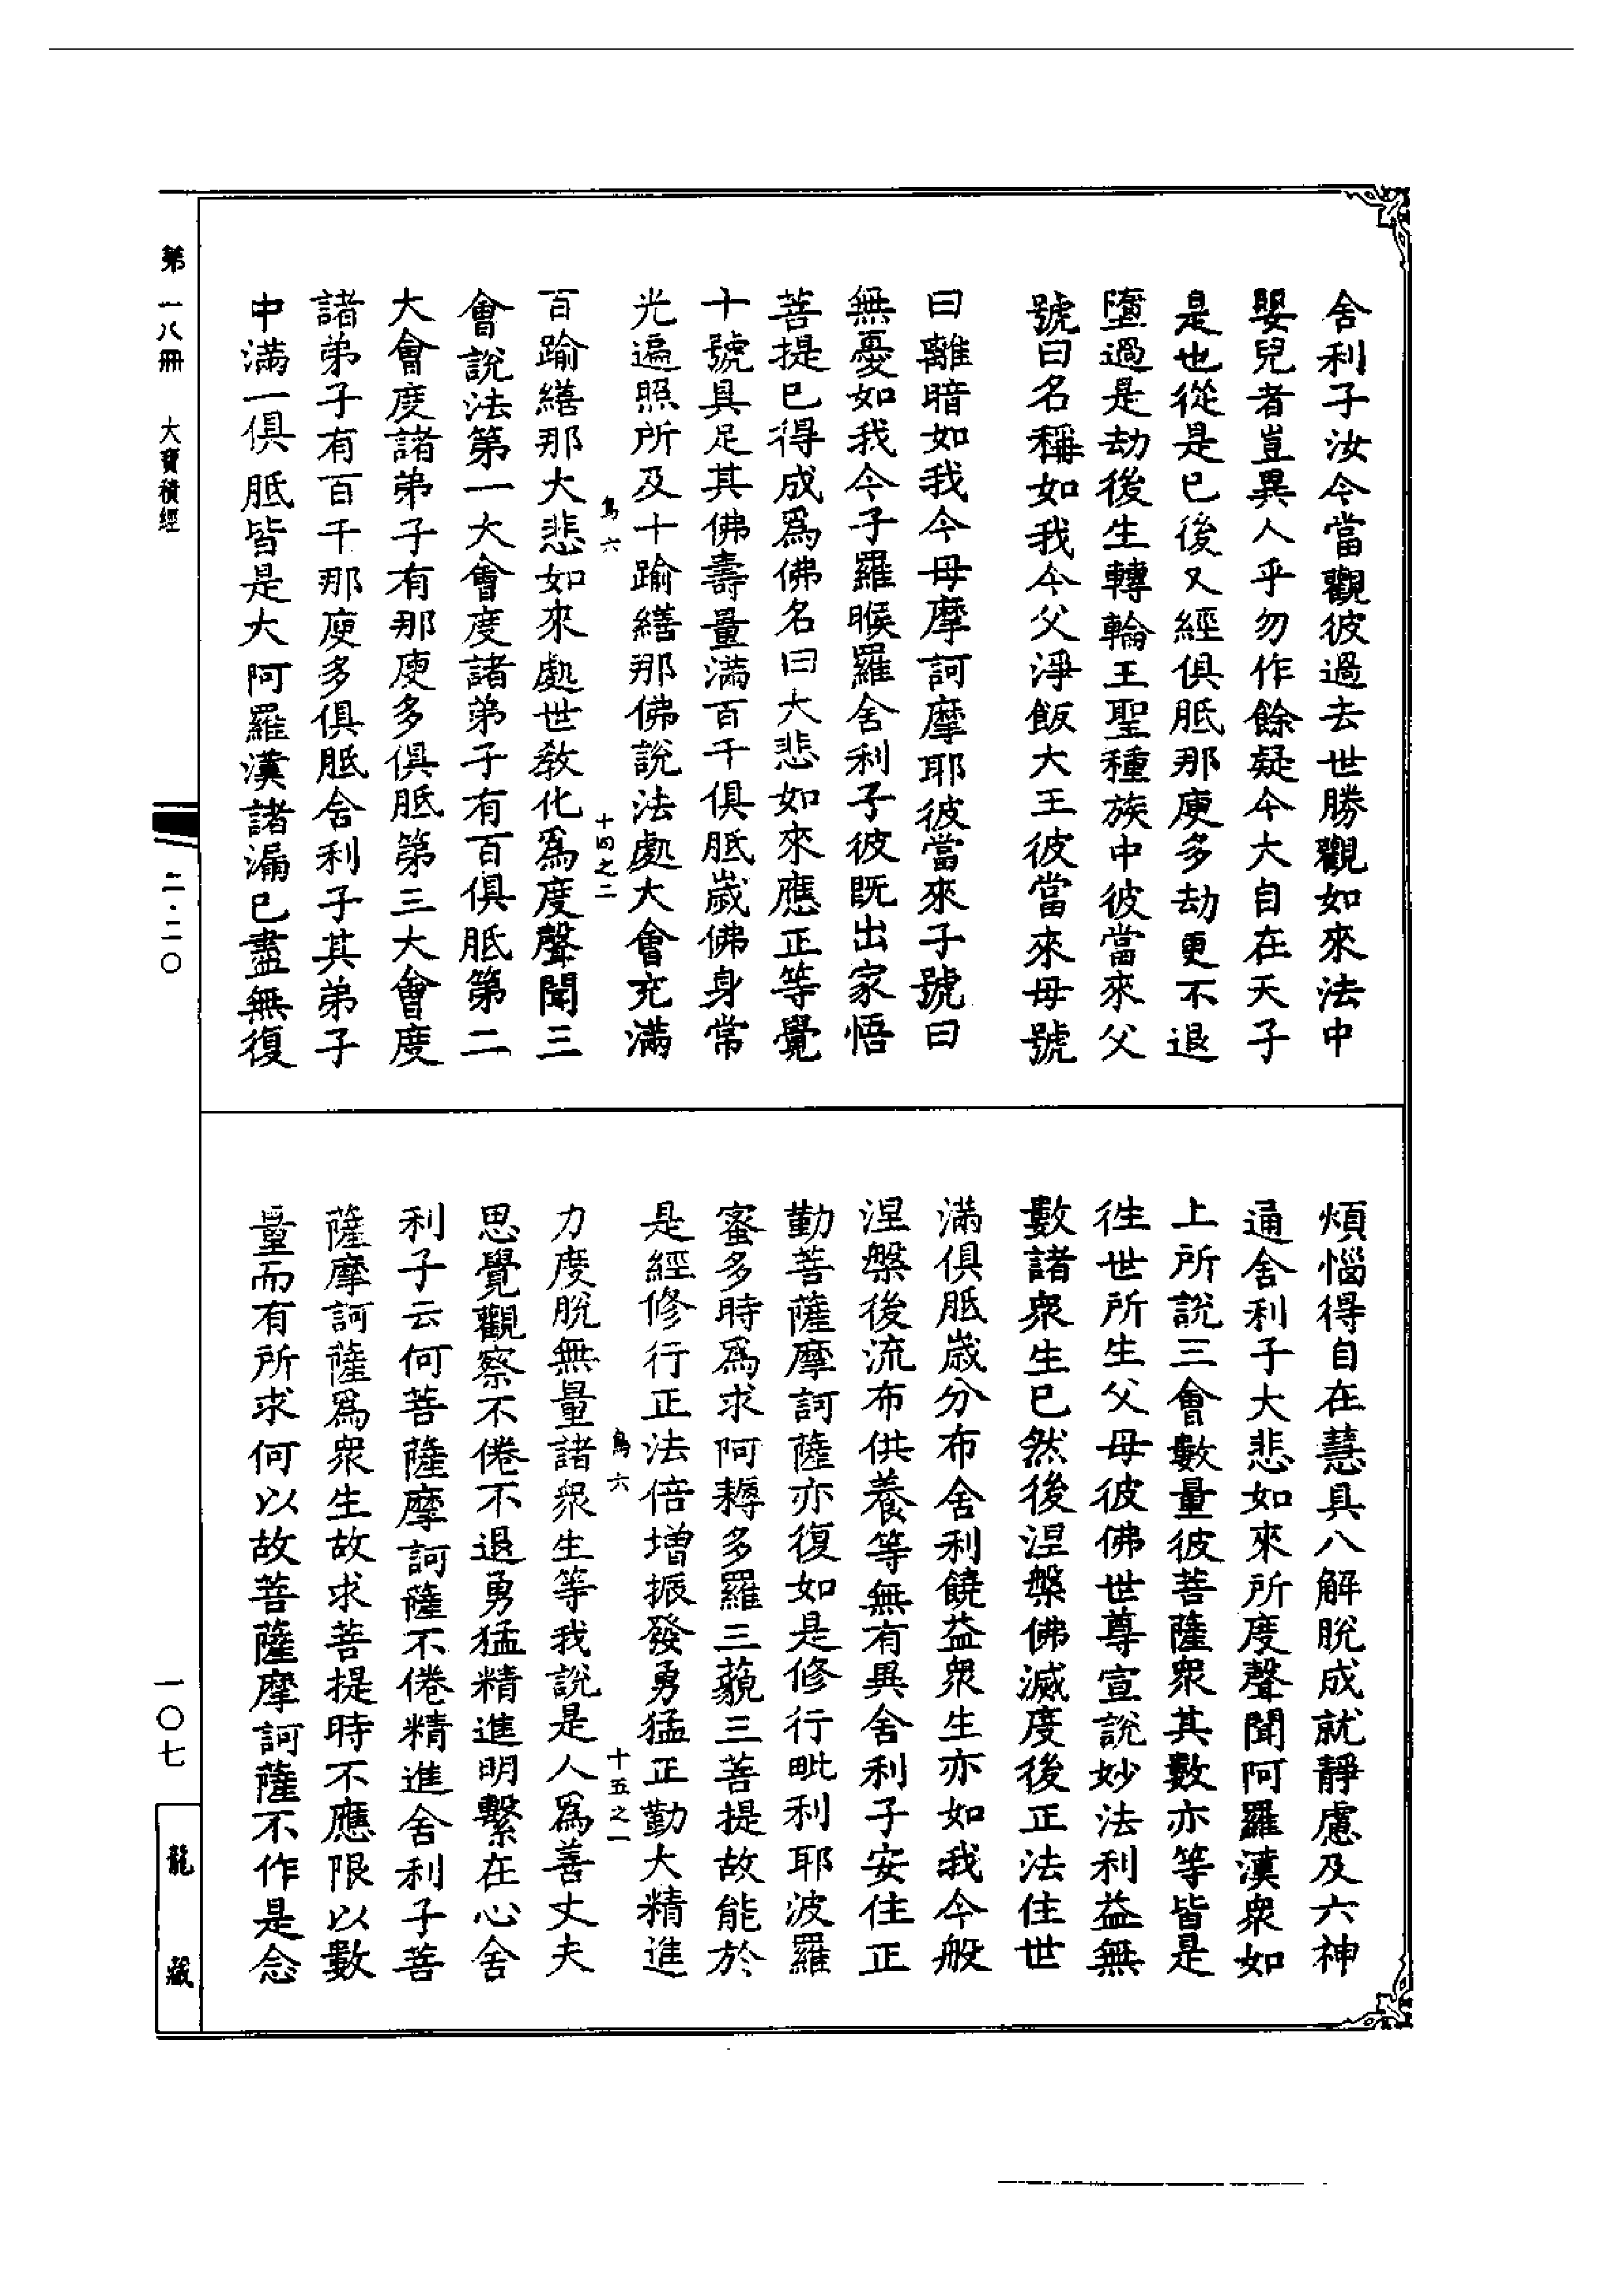 舍利子汝今當觀彼過去世勝觀如來法中
嬰兒者豈異人乎勿作餘疑今大自在天子
是也從是已後又經俱胝那庾多劫更不退
墮過是劫後生轉輪王聖種族中彼當來父
號曰名稱如我今父淨飯大王彼當來母號
曰離暗如我今母摩訶摩耶彼當來子號曰
無憂如我今子羅睺羅舍利子彼既出家悟
菩提已得成爲佛名曰大悲如來應正等覺
十號具足其佛壽量滿百千俱胝歲佛身常
光遍照所及十踰繕那佛說法處大會充滿
鳥六 十四之二
百踰繕那大悲如來處世教化爲度聲聞三
會說法第一大會度諸弟子有百俱胝第二
大會度諸弟子有那庾多俱胝第三大會度
諸弟子有百千那庾多俱胝舍利子其弟子
中滿一俱胝皆是大阿羅漢諸漏已盡無復
煩惱得自在慧具八解脫成就靜慮及六神
通舍利子大悲如來所度聲聞阿羅漢衆如
上所說三會數量彼菩薩衆其數亦等皆是
往世所生父母彼佛世尊宣說妙法利益無
數諸衆生已然後涅槃佛滅度後正法住世
滿俱胝歲分布舍利饒益衆生亦如我今般
涅槃後流布供養等無有異舍利子安住正
勤菩薩摩訶薩亦復如是修行毗利耶波羅
蜜多時爲求阿耨多羅三藐三菩提故能於
是經修行正法倍增振發勇猛正勤大精進
鳥六 十五之一
力度脫無量諸衆生等我說是人爲善丈夫
思覺觀察不倦不退勇猛精進明繫在心舍
利子云何菩薩摩訶薩不倦精進舍利子菩
薩摩訶薩爲衆生故求菩提時不應限以數
量而有所求何以故菩薩摩訶薩不作是念
第一八冊 大寶積經
二·二〇
一〇七
龍藏